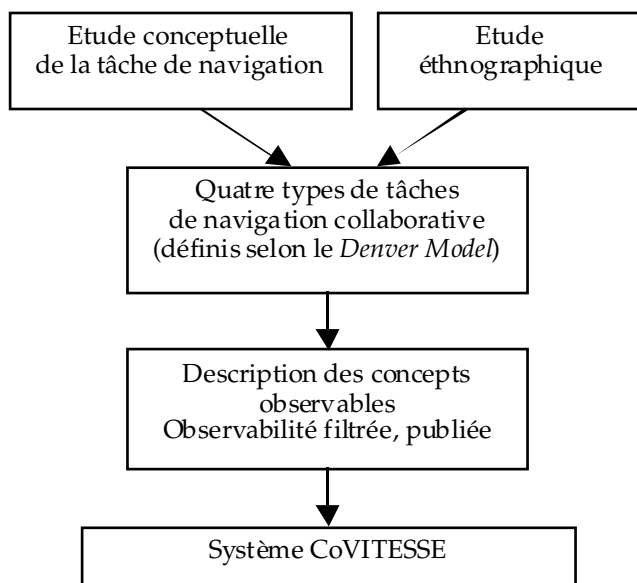 Etude conceptuelle
de la tâche de navigation
Etude
éthnographique
Quatre types de tâches
de navigation collaborative
(définis selon le Denver Model)
Description des concepts
observables
Observabilité filtrée, publiée
Système CoVITESSE